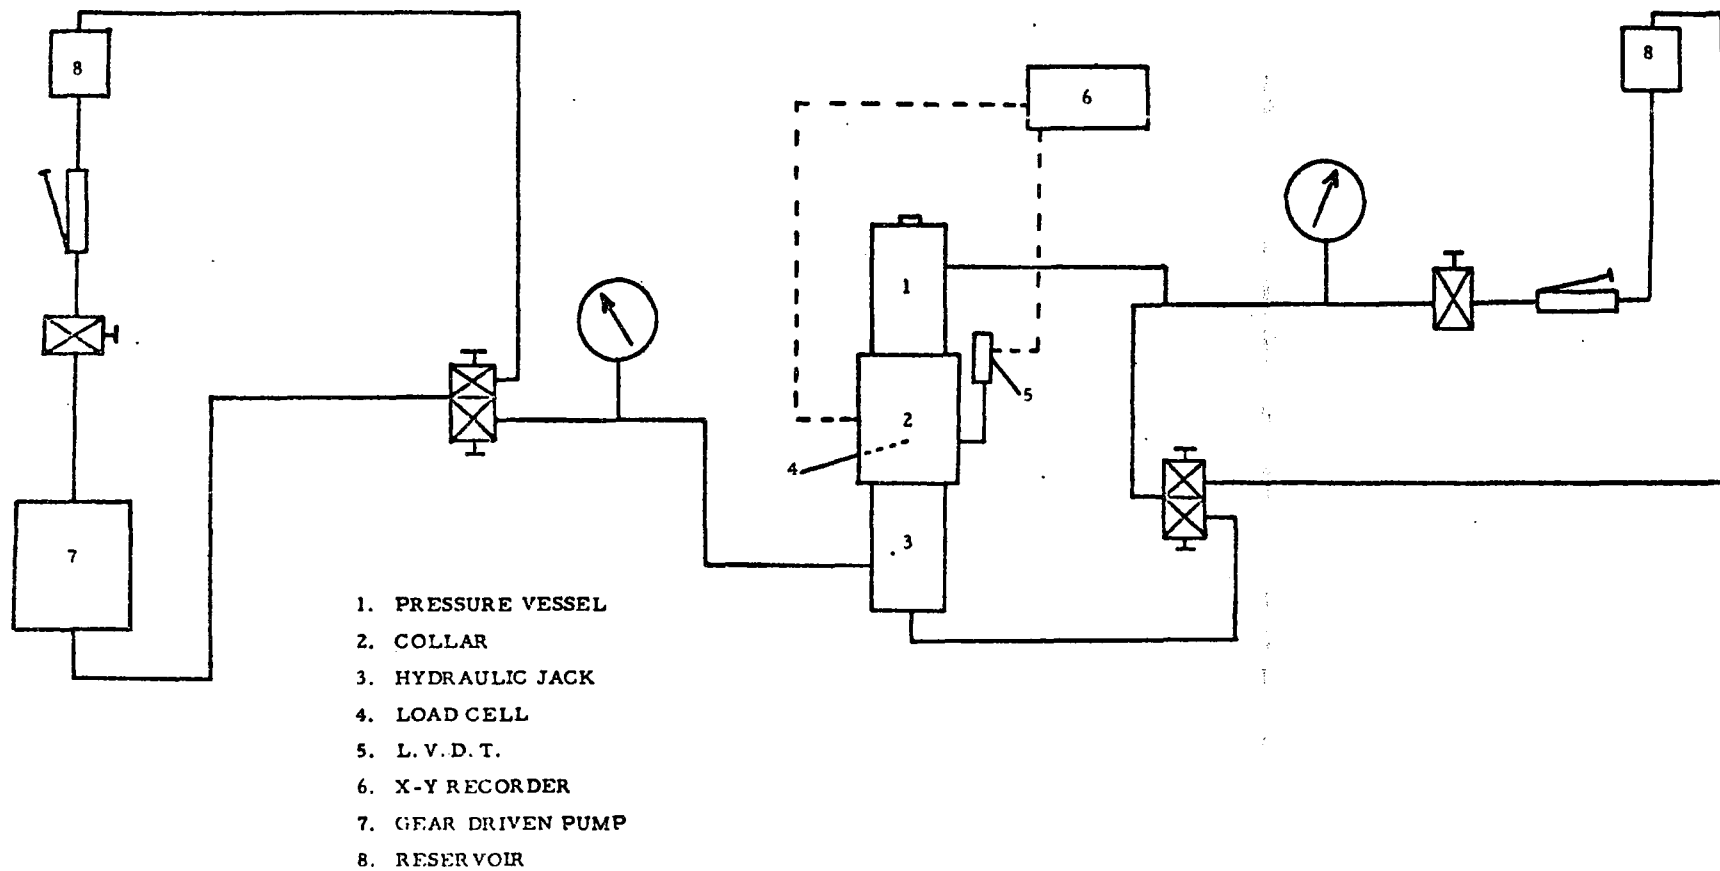 8
8
6
1
5
2
4
3
7
1. PRESSURE VESSEL
2. COLLAR
3. HYDRAULIC JACK
4. LOAD CELL
5. L.V.D.T.
6. X-Y RECORDER
7. GEAR DRIVEN PUMP
8. RESERVOIR